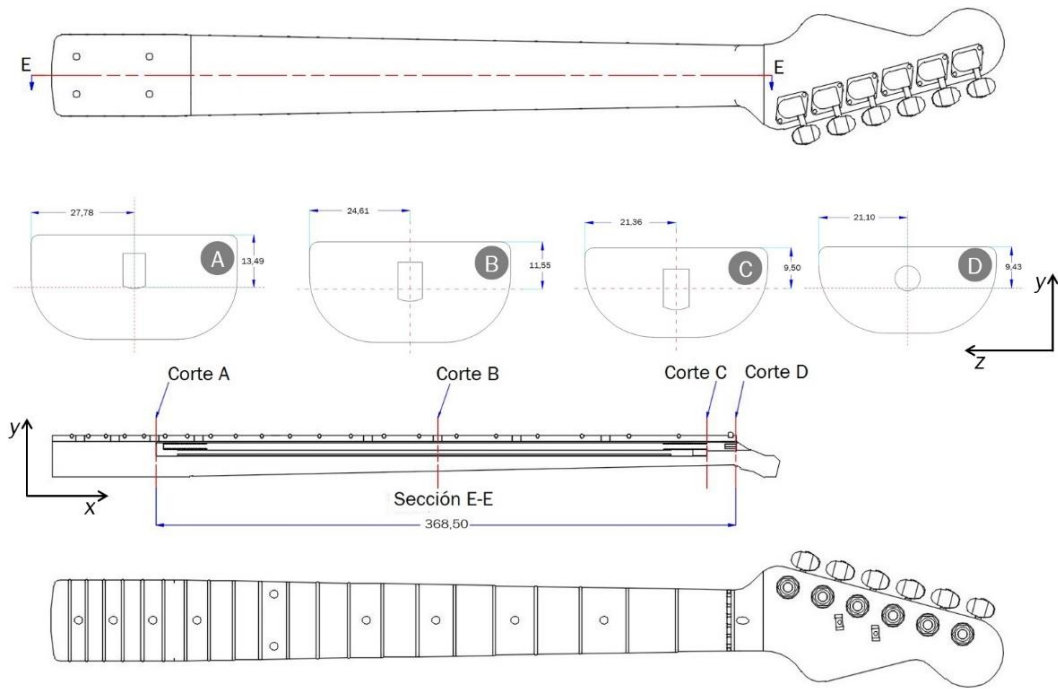 E
E
27,78
24,61
21,36
21,10
A
13,49
B
11,55
C
9,50
D
9,43
y
z
Corte A
Corte B
Corte C
Corte D
y
x
Sección E-E
368,50